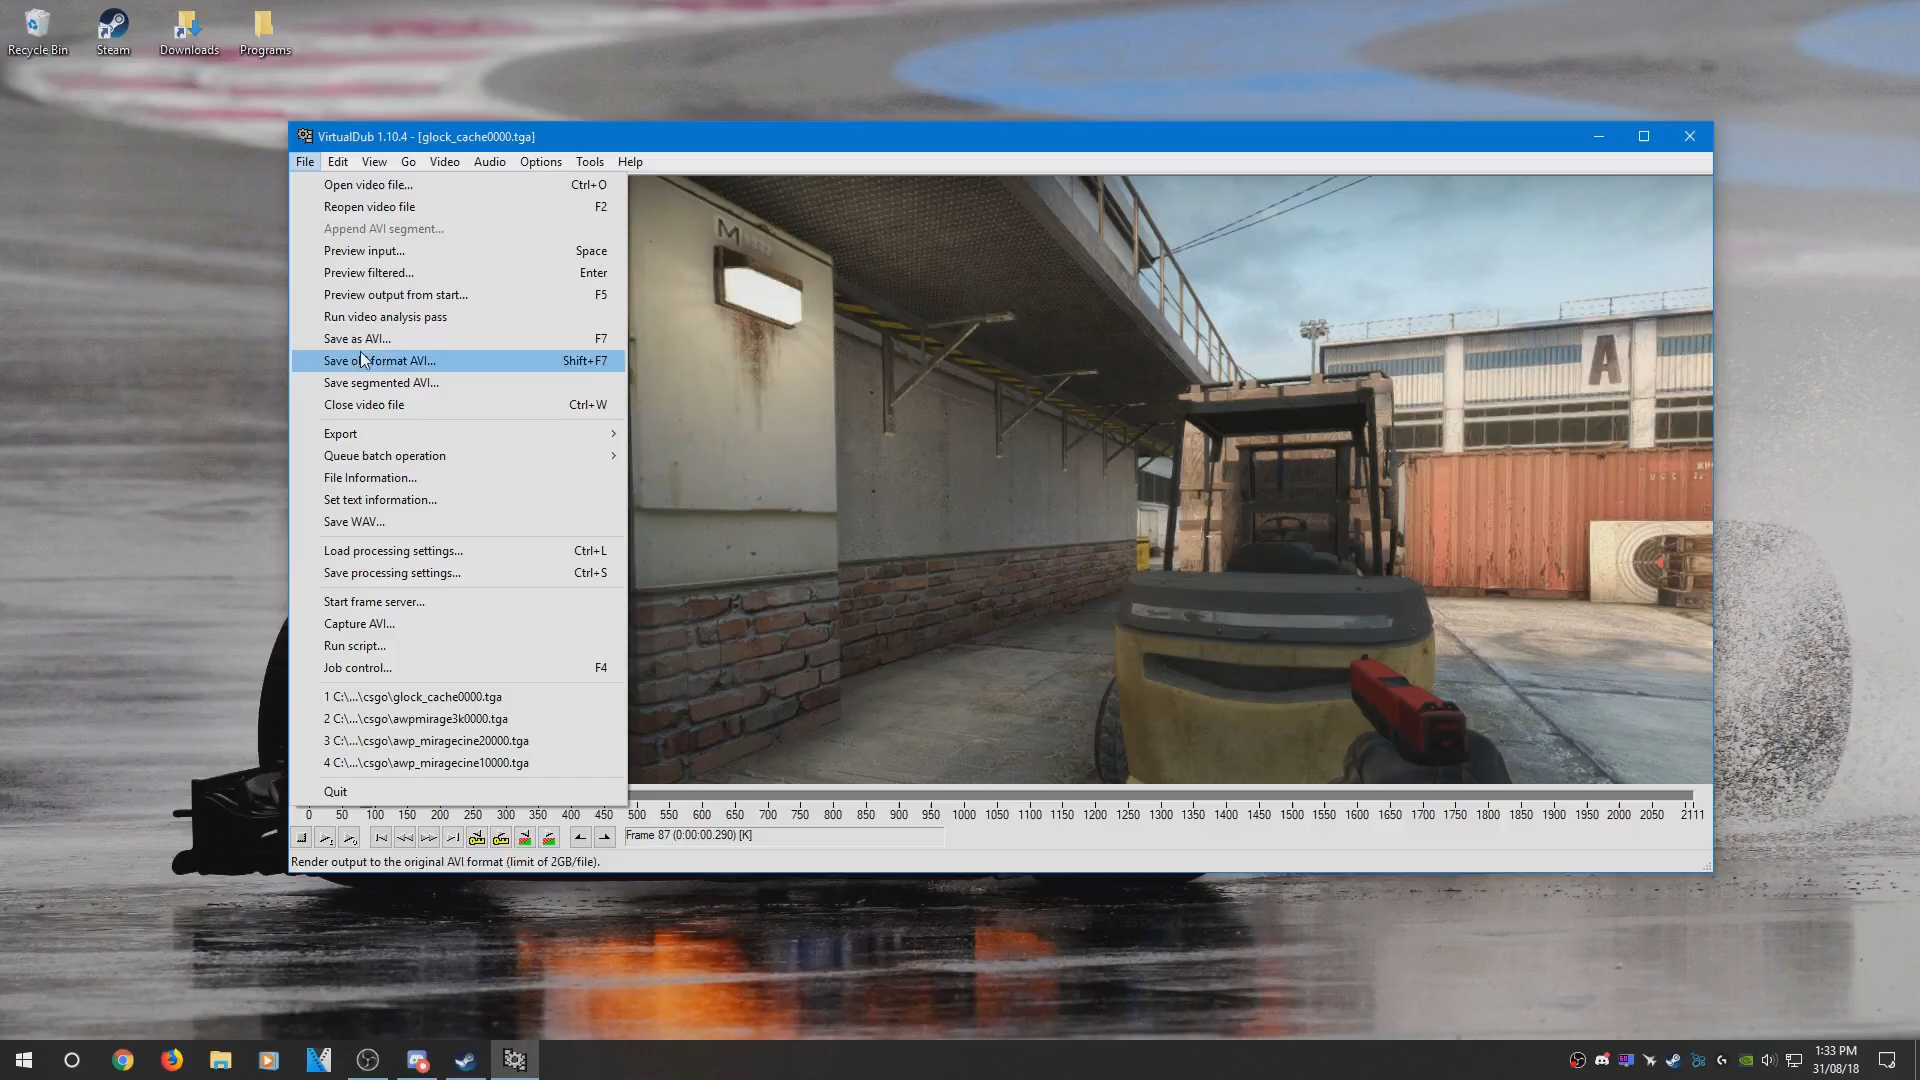 Recycle Bin
Steam
Downloads
Programs
VirtualDub 1.10.4 - [glock_cache0000.tga]
File Edit View Go Video Audio Options Tools Help
Open video file... Ctrl+O
Reopen video file F2
Append AVI segment...
Preview input... Space
Preview filtered... Enter
Preview output from start... F5
Run video analysis pass
Save as AVI... F7
Save format AVI... Shift+F7
Save segmented AVI...
Close video file Ctrl+W
Export
Queue batch operation
File Information...
Set text information...
Save WAV...
Load processing settings... Ctrl+L
Save processing settings... Ctrl+S
Start frame server...
Capture AVI...
Run script...
Job control... F4
1 C:\...\csgo\glock_cache0000.tga
2 C:\...\csgo\awpmirage3k0000.tga
3 C:\...\csgo\awp_miragecine20000.tga
4 C:\...\csgo\awp_miragecine10000.tga
Quit
M
A
0 50 100 150 200 250 300 350 400 450 500 550 600 650 700 750 800 850 900 950 1000 1050 1100 1150 1200 1250 1300 1350 1400 1450 1500 1550 1600 1650 1700 1750 1800 1850 1900 1950 2000 2050 2111
Frame 87 (0:00:00.290) [K]
Render output to the original AVI format (limit of 2GB/file).
1:33 PM
31/08/18